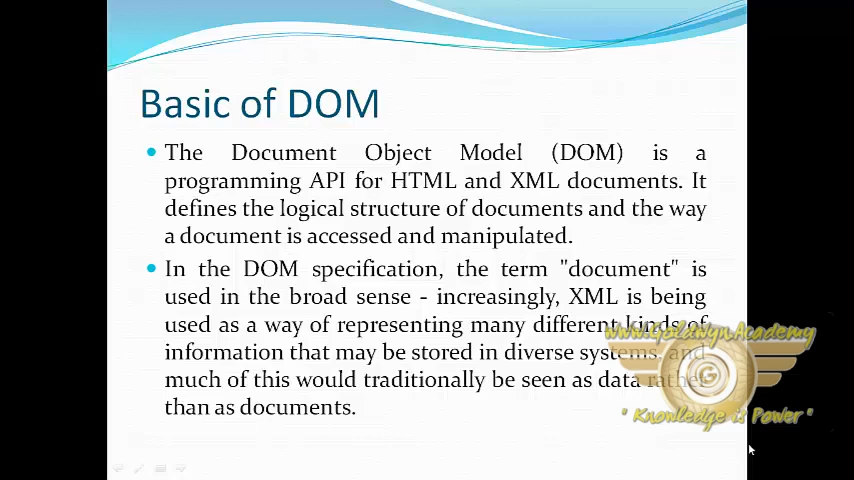 Basic of DOM
• The Document Object Model (DOM) is a
programming API for HTML and XML documents. It
defines the logical structure of documents and the way
a document is accessed and manipulated.
• In the DOM specification, the term "document" is
used in the broad sense - increasingly, XML is being
used as a way of representing many different kinds of
information that may be stored in diverse systems, and
much of this would traditionally be seen as data rather
than as documents.
www.Goldwyn.Academy
G
" Knowledge is Power "